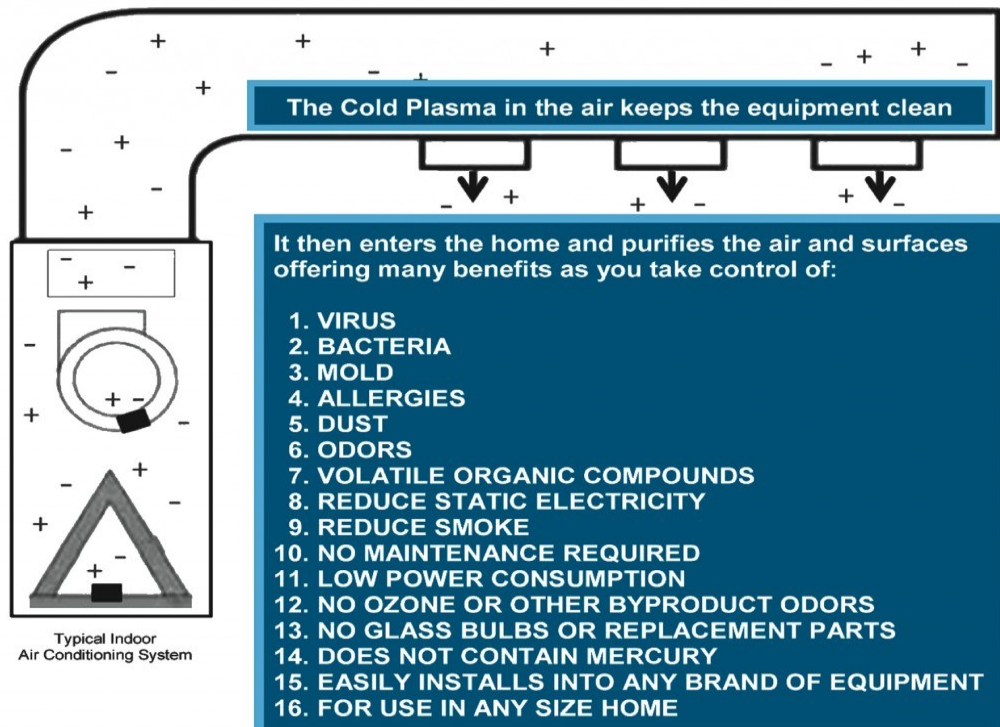 The Cold Plasma in the air keeps the equipment clean
It then enters the home and purifies the air and surfaces
offering many benefits as you take control of:
1. VIRUS
2. BACTERIA
3. MOLD
4. ALLERGIES
5. DUST
6. ODORS
7. VOLATILE ORGANIC COMPOUNDS
8. REDUCE STATIC ELECTRICITY
9. REDUCE SMOKE
10. NO MAINTENANCE REQUIRED
11. LOW POWER CONSUMPTION
12. NO OZONE OR OTHER BYPRODUCT ODORS
13. NO GLASS BULBS OR REPLACEMENT PARTS
14. DOES NOT CONTAIN MERCURY
15. EASILY INSTALLS INTO ANY BRAND OF EQUIPMENT
16. FOR USE IN ANY SIZE HOME
Typical Indoor
Air Conditioning System